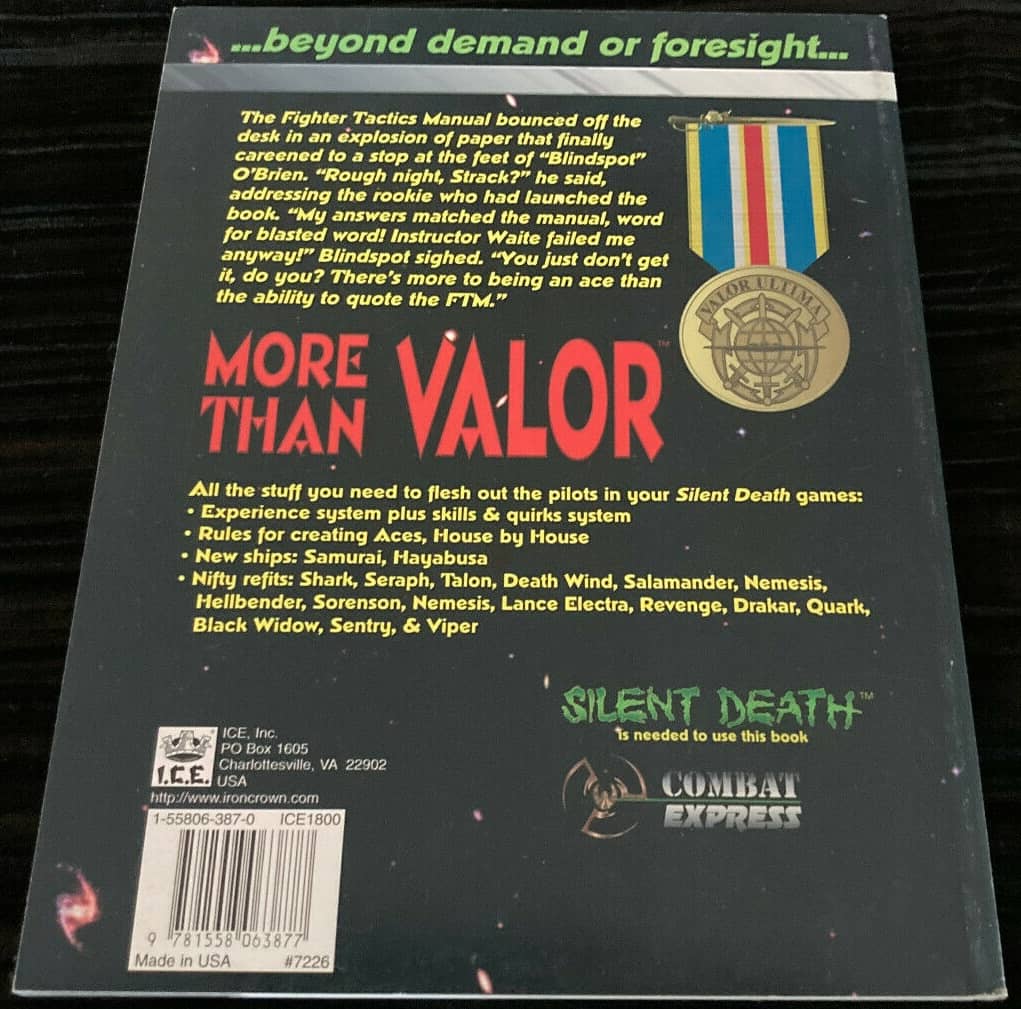 ...beyond demand or foresight...
The Fighter Tactics Manual bounced off the
desk in an explosion of paper that finally
careened to a stop at the feet of “Blindspot”
O'Brien. “Rough night, Strack?” he said,
addressing the rookie who had launched the
book. “My answers matched the manual, word
for blasted word! Instructor Waite failed me
anyway!” Blindspot sighed. “You just don't get
it, do you? There's more to being an ace than
the ability to quote the FTM.”
VALOR ULTIMA
MORE
THAN
VALOR™
All the stuff you need to flesh out the pilots in your Silent Death games:
• Experience system plus skills & quirks system
• Rules for creating Aces, House by House
• New ships: Samurai, Hayabusa
• Nifty refits: Shark, Seraph, Talon, Death Wind, Salamander, Nemesis,
Hellbender, Sorenson, Nemesis, Lance Electra, Revenge, Drakar, Quark,
Black Widow, Sentry, & Viper
SILENT DEATH™
is needed to use this book
COMBAT
EXPRESS
I.C.E.
ICE, Inc.
PO Box 1605
Charlottesville, VA 22902
USA
http://www.ironcrown.com
1-55806-387-0 ICE1800
9 781558 063877
Made in USA #7226